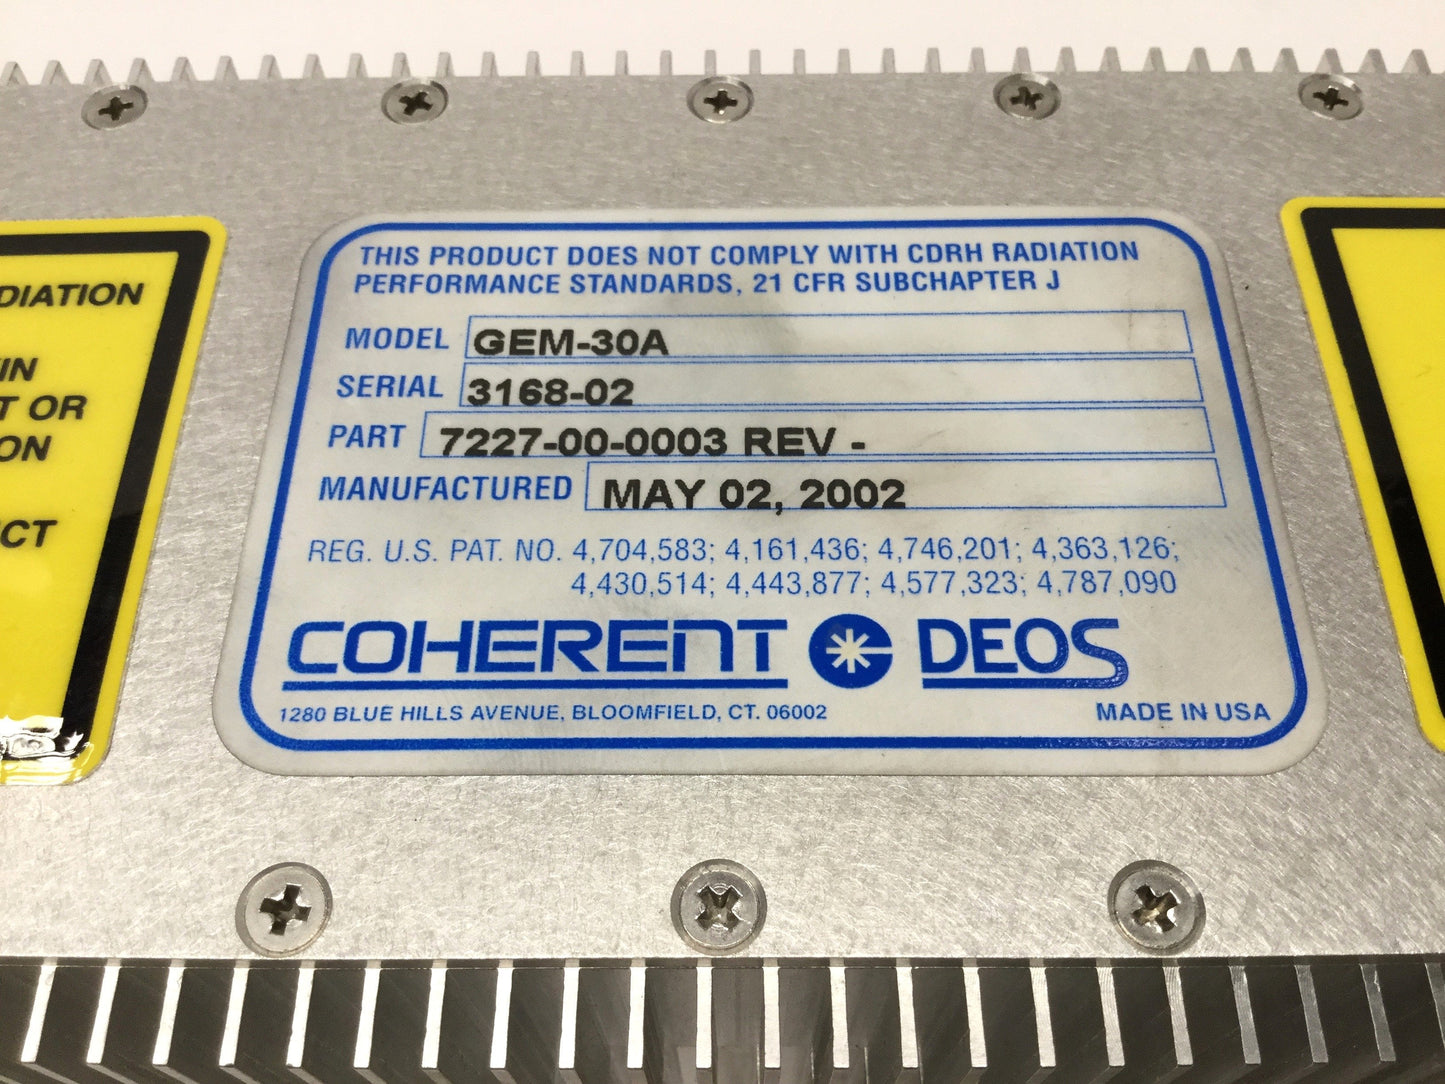 THIS PRODUCT DOES NOT COMPLY WITH CDRH RADIATION
PERFORMANCE STANDARDS, 21 CFR SUBCHAPTER J
MODEL GEM-30A
SERIAL 3168-02
PART 7227-00-0003 REV -
MANUFACTURED MAY 02, 2002
REG. U.S. PAT. NO. 4,704,583; 4,161,436; 4,746,201; 4,363,126;
4,430,514; 4,443,877; 4,577,323; 4,787,090
COHERENT DEOS
1280 BLUE HILLS AVENUE, BLOOMFIELD, CT. 06002 MADE IN USA
DIATION
IN
T OR
ON
CT